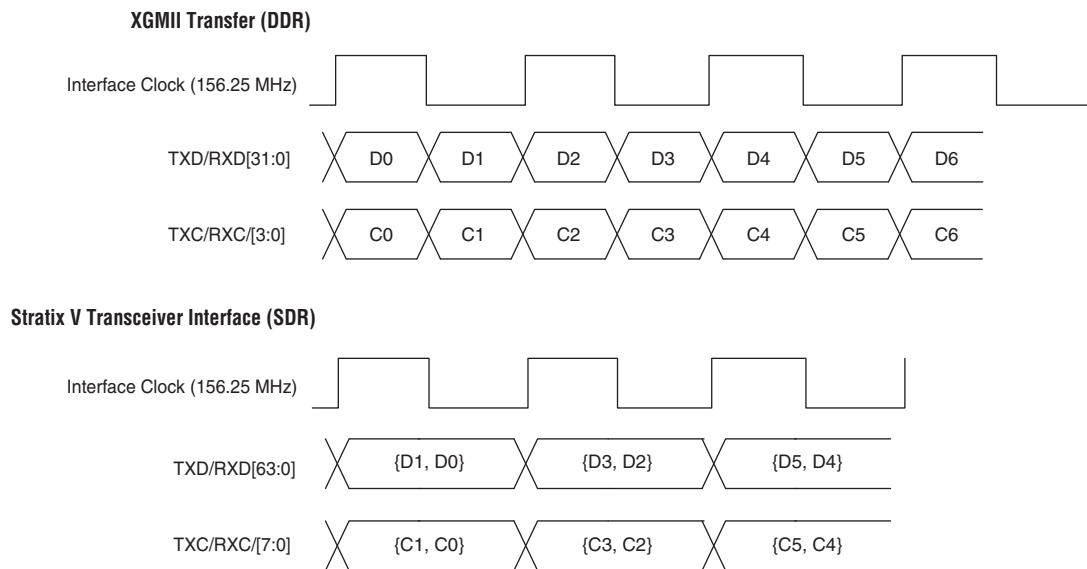 XGMII Transfer (DDR)
Interface Clock (156.25 MHz)
TXD/RXD[31:0] D0 D1 D2 D3 D4 D5 D6
TXC/RXC/[3:0] C0 C1 C2 C3 C4 C5 C6
Stratix V Transceiver Interface (SDR)
Interface Clock (156.25 MHz)
TXD/RXD[63:0] {D1, D0} {D3, D2} {D5, D4}
TXC/RXC/[7:0] {C1, C0} {C3, C2} {C5, C4}